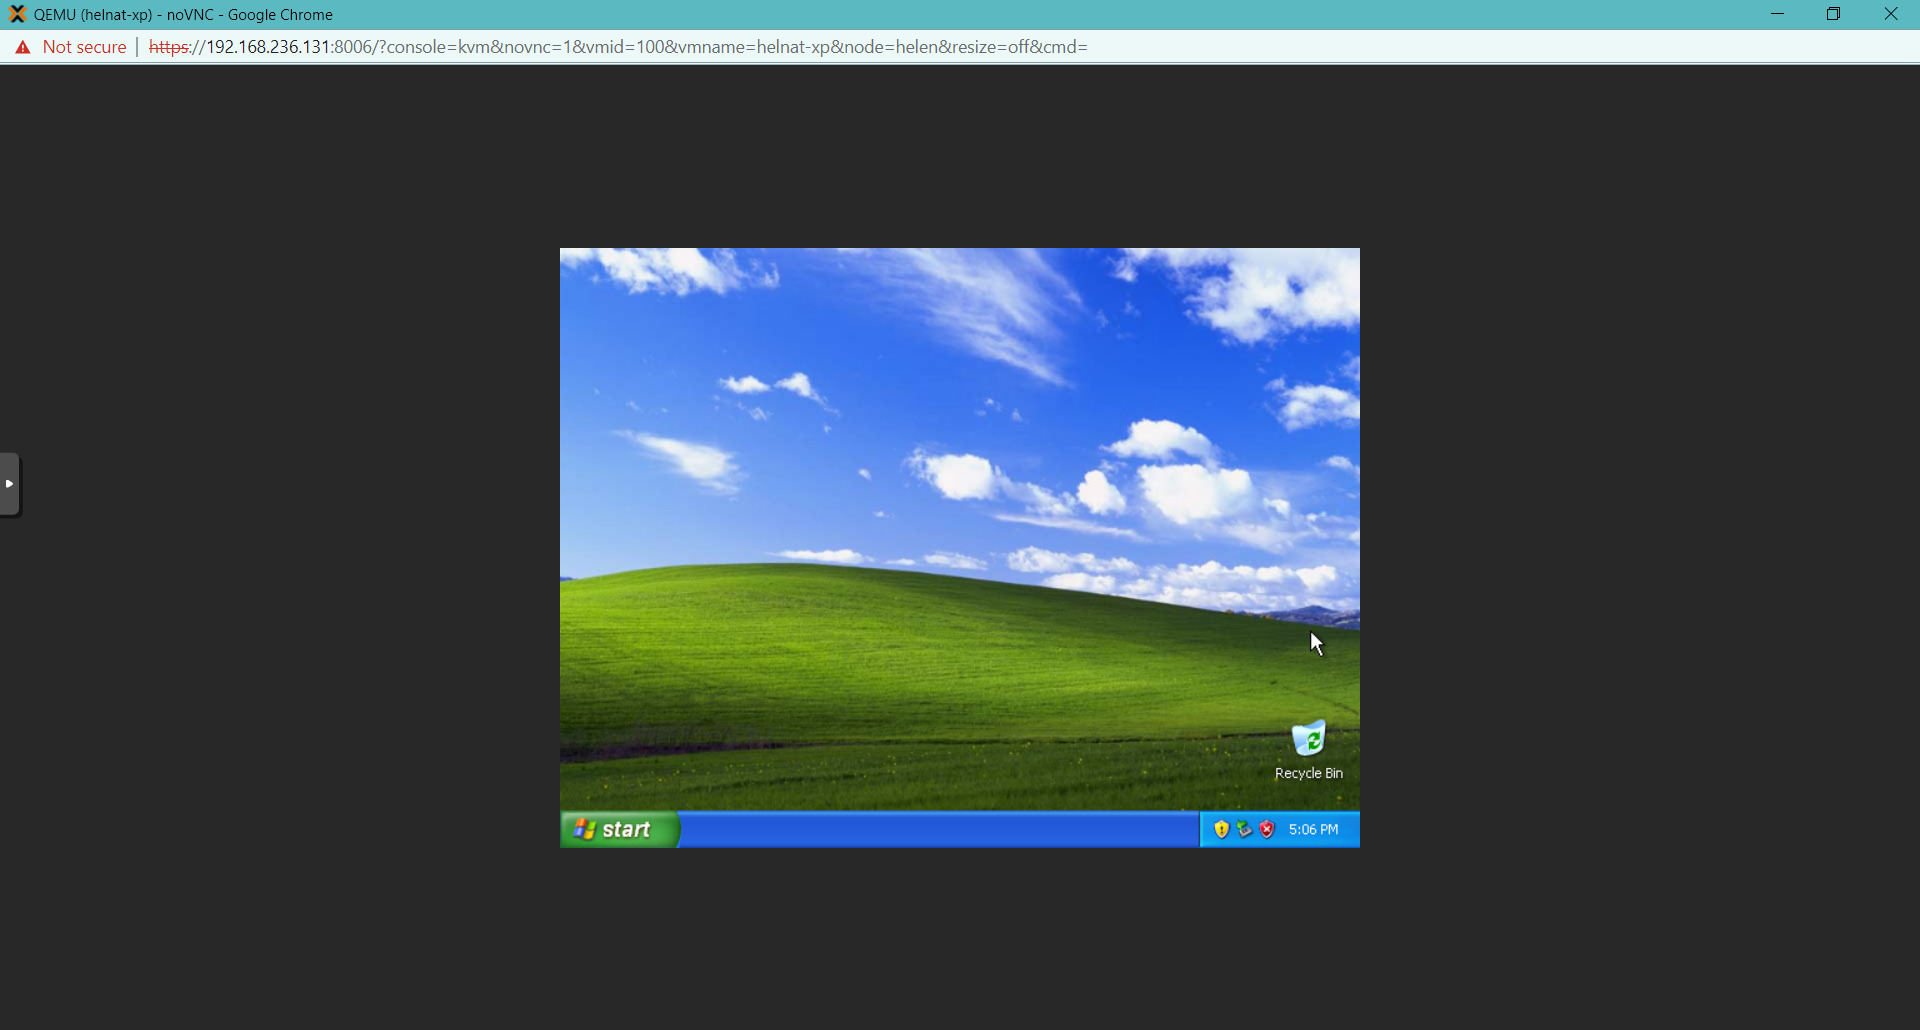 QEMU (helnat-xp) - noVNC - Google Chrome
Not secure | https://192.168.236.131:8006/?console=kvm&novnc=1&vmid=100&vmname=helnat-xp&node=helen&resize=off&cmd=
Recycle Bin
start
5:06 PM